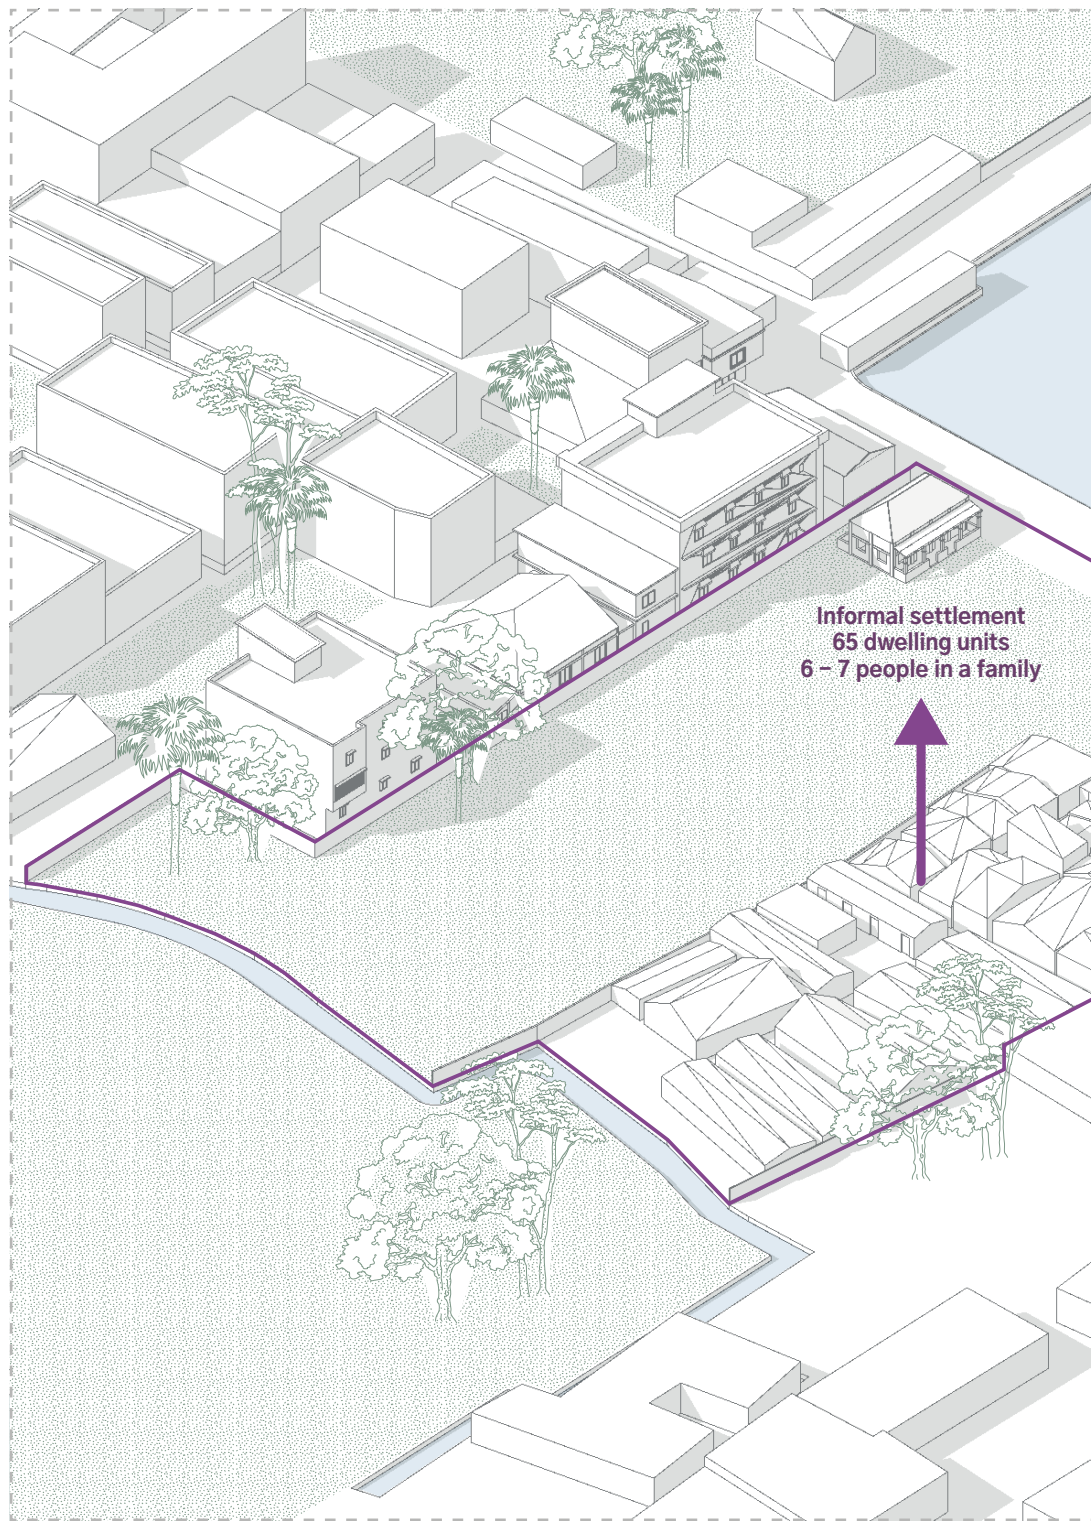 Informal settlement
65 dwelling units
6 – 7 people in a family